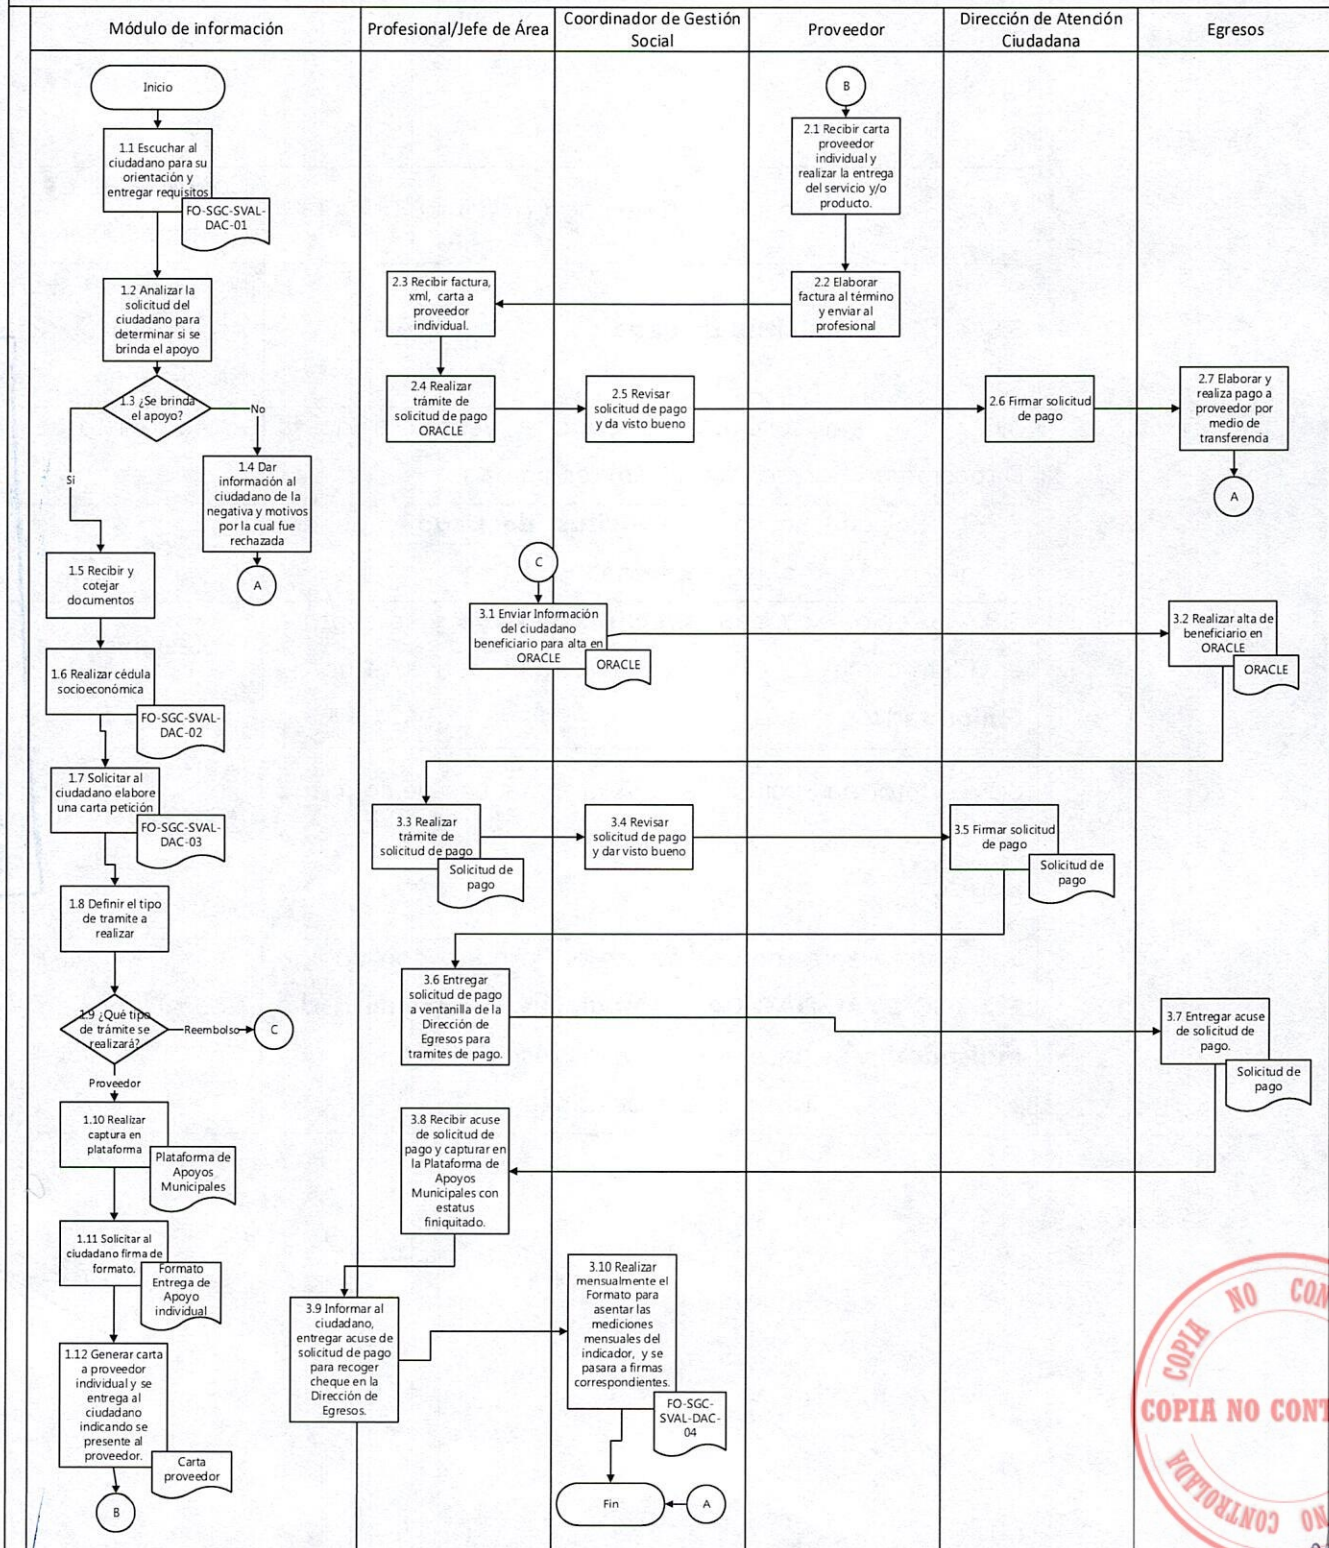 Módulo de información
Profesional/Jefe de Área
Coordinador de Gestión
Social
Proveedor
Dirección de Atención
Ciudadana
Egresos
Inicio
1.1 Escuchar al
ciudadano para su
orientación y
entregar requisitos
FO-SGC-SVAL-
DAC-01
1.2 Analizar la
solicitud del
ciudadano para
determinar si se
brinda el apoyo
1.3 ¿Se brinda
el apoyo?
No
Si
1.4 Dar
información al
ciudadano de la
negativa y motivos
por la cual fue
rechazada
A
1.5 Recibir y
cotejar
documentos
1.6 Realizar cédula
socioeconómica
FO-SGC-SVAL-
DAC-02
1.7 Solicitar al
ciudadano elabore
una carta petición
FO-SGC-SVAL-
DAC-03
1.8 Definir el tipo
de tramite a
realizar
1.9 ¿Qué tipo
de trámite se
realizará?
Reembolso
C
Proveedor
1.10 Realizar
captura en
plataforma
Plataforma de
Apoyos
Municipales
1.11 Solicitar al
ciudadano firma de
formato.
Formato
Entrega de
Apoyo
individual
1.12 Generar carta
a proveedor
individual y se
entrega al
ciudadano
indicando se
presente al
proveedor.
Carta
proveedor
B
B
2.1 Recibir carta
proveedor
individual y
realizar la entrega
del servicio y/o
producto.
2.2 Elaborar
factura al término
y enviar al
profesional
2.3 Recibir factura,
xml, carta a
proveedor
individual.
2.4 Realizar
trámite de
solicitud de pago
ORACLE
2.5 Revisar
solicitud de pago
y da visto bueno
2.6 Firmar solicitud
de pago
2.7 Elaborar y
realiza pago a
proveedor por
medio de
transferencia
A
C
3.1 Enviar Información
del ciudadano
beneficiario para alta en
ORACLE
ORACLE
3.2 Realizar alta de
beneficiario en
ORACLE
ORACLE
3.3 Realizar
trámite de
solicitud de pago
Solicitud de
pago
3.4 Revisar
solicitud de pago
y dar visto bueno
3.5 Firmar solicitud
de pago
Solicitud de
pago
3.6 Entregar
solicitud de pago
a ventanilla de la
Dirección de
Egresos para
tramites de pago.
3.7 Entregar acuse
de solicitud de
pago.
Solicitud de
pago
3.8 Recibir acuse
de solicitud de
pago y capturar en
la Plataforma de
Apoyos
Municipales con
estatus
finiquitado.
3.9 Informar al
ciudadano,
entregar acuse de
solicitud de pago
para recoger
cheque en la
Dirección de
Egresos.
3.10 Realizar
mensualmente el
Formato para
asentar las
mediciones
mensuales del
indicador, y se
pasara a firmas
correspondientes.
FO-SGC-
SVAL-DAC-
04
Fin
A
COPIA NO CON
COPIA NO CONT
NO CONTROLADA